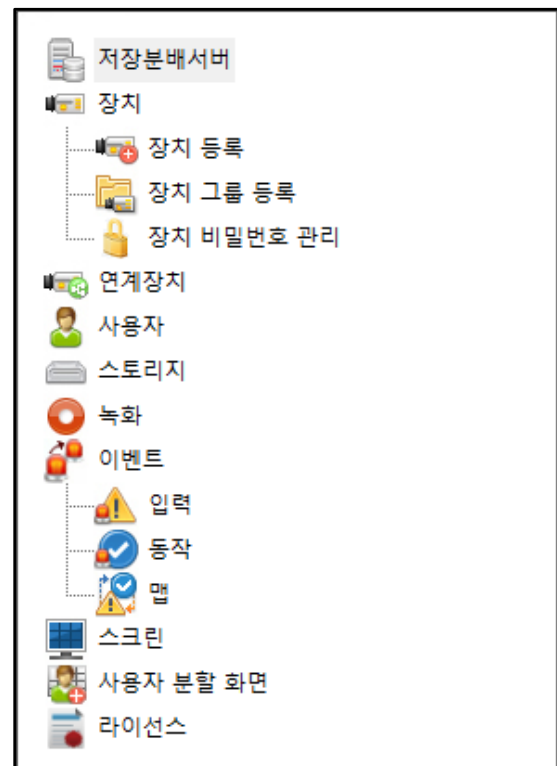 저장분배서버
장치
장치 등록
장치 그룹 등록
장치 비밀번호 관리
연계장치
사용자
스토리지
녹화
이벤트
입력
동작
맵
스크린
사용자 분할 화면
라이선스